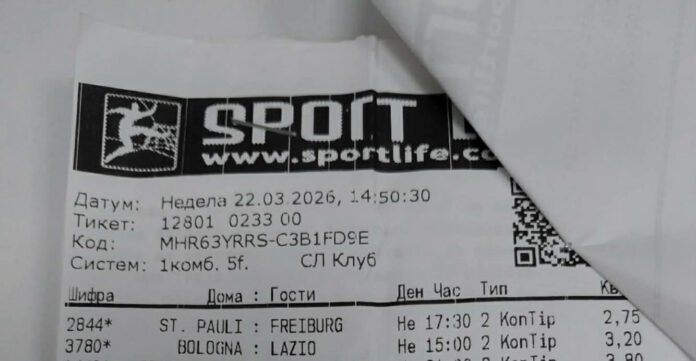 SPORT
www.sportlife.co
Датум: Недела 22.03.2026, 14:50:30
Тикет: 12801 0233 00
Код: MHR63YRRS-C3B1FD9E
Систем: 1комб. 5f. СЛ Клуб
Шифра Дома : Гости Ден Час Тип
2844* ST. PAULI : FREIBURG Не 17:30 2 KonTip 2,75
3780* BOLOGNA : LAZIO Не 15:00 2 KonTip 3,20